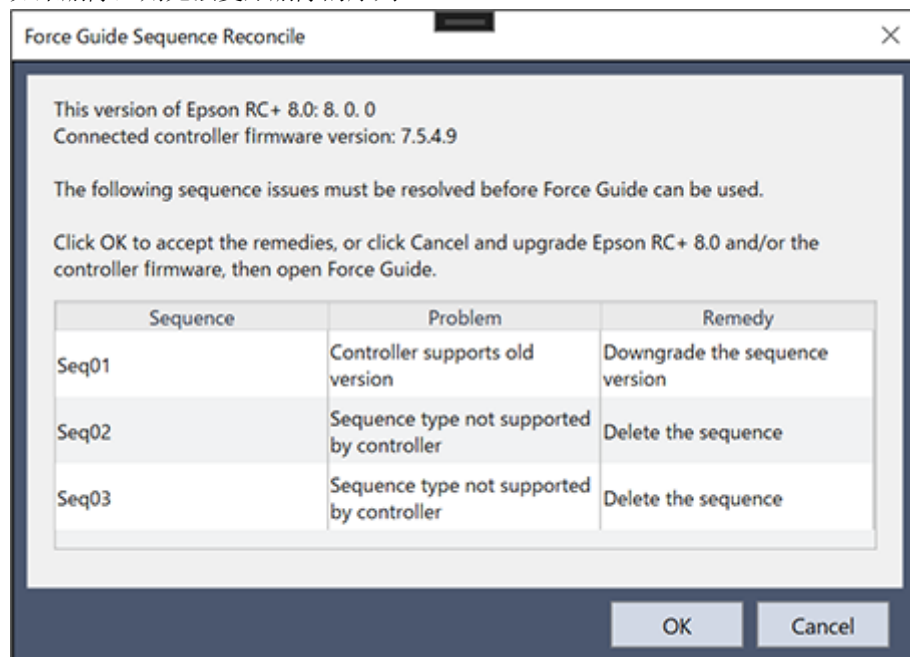 Force Guide Sequence Reconcile
This version of Epson RC+ 8.0: 8. 0. 0
Connected controller firmware version: 7.5.4.9
The following sequence issues must be resolved before Force Guide can be used.
Click OK to accept the remedies, or click Cancel and upgrade Epson RC+ 8.0 and/or the
controller firmware, then open Force Guide.
Sequence Problem Remedy
Seq01 Controller supports old version Downgrade the sequence version
Seq02 Sequence type not supported by controller Delete the sequence
Seq03 Sequence type not supported by controller Delete the sequence
OK Cancel